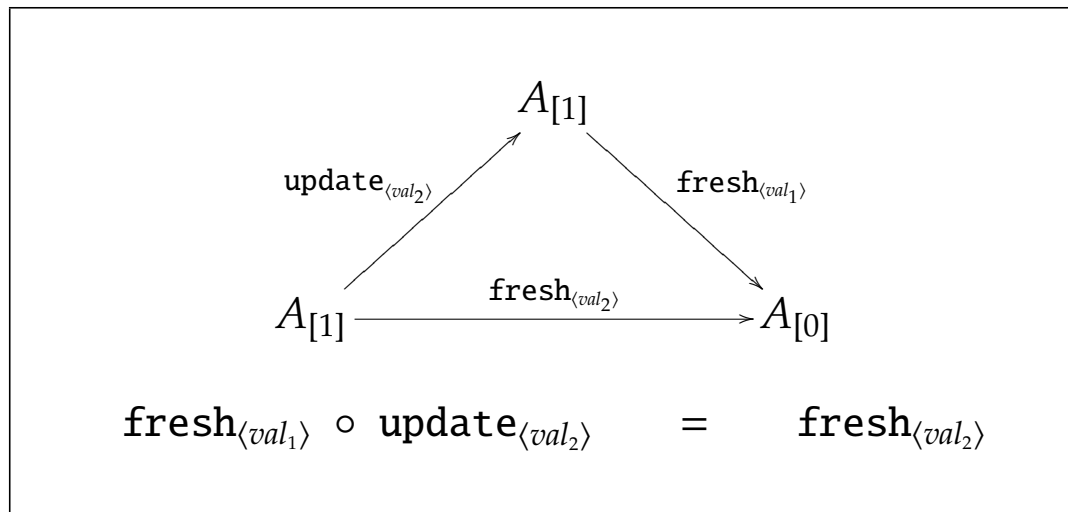 A[1]
update⟨val2⟩
fresh⟨val1⟩
fresh⟨val2⟩
A[1]
A[0]
fresh⟨val1⟩ ∘ update⟨val2⟩ = fresh⟨val2⟩